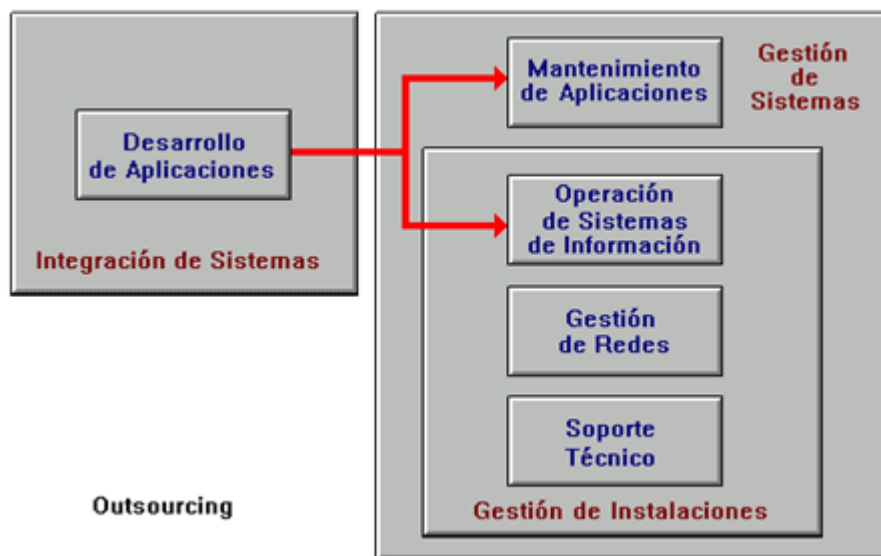 Desarrollo
de Aplicaciones
Integración de Sistemas
Mantenimiento
de Aplicaciones
Gestión
de
Sistemas
Operación
de Sistemas
de Información
Gestión
de Redes
Soporte
Técnico
Gestión de Instalaciones
Outsourcing